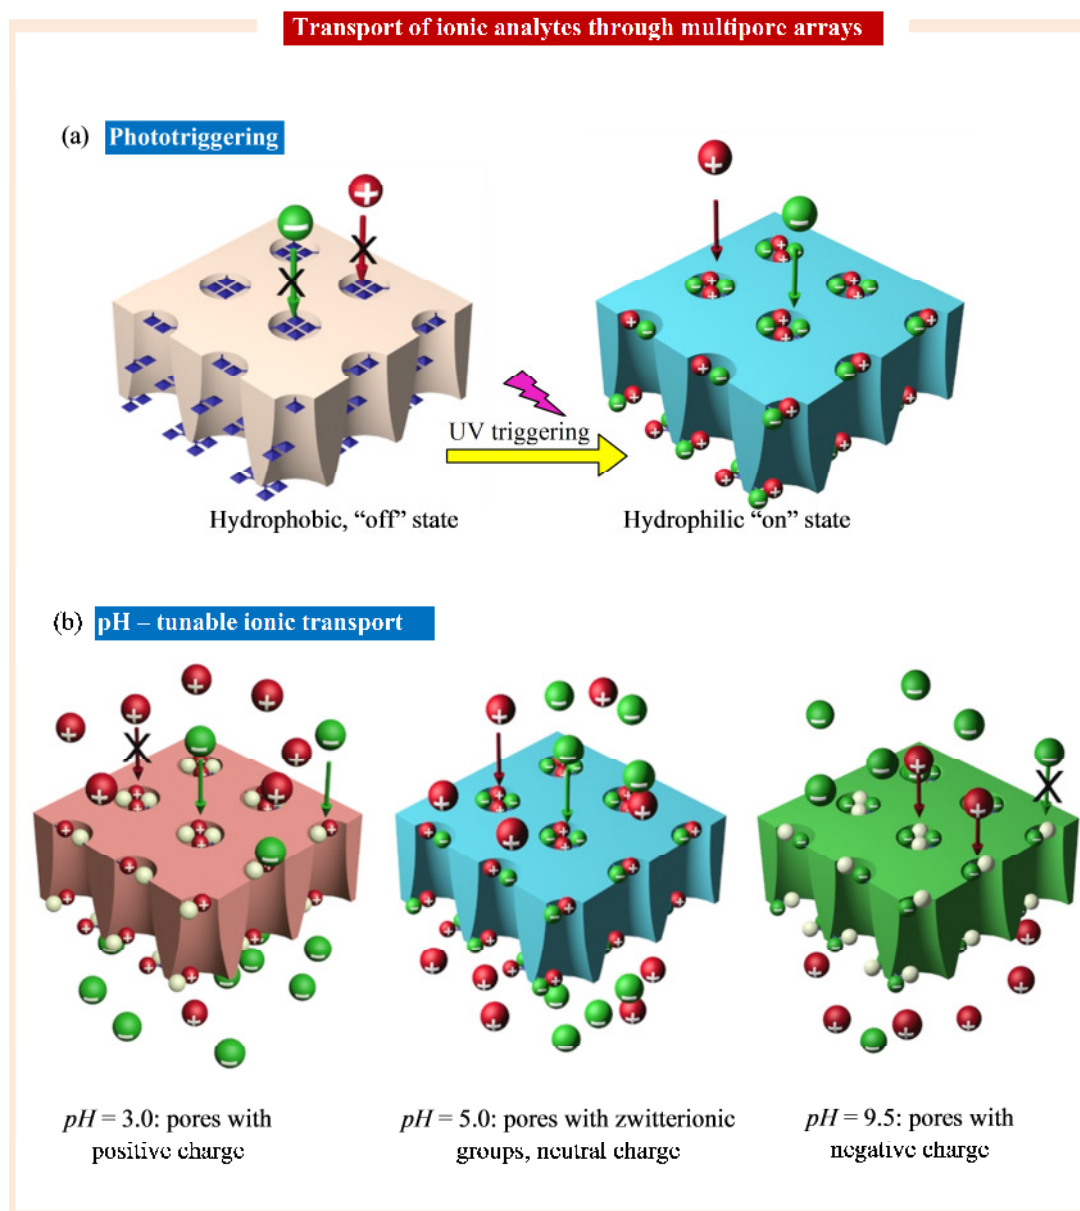 Transport of ionic analytes through multipore arrays
(a) Phototriggering
UV triggering
Hydrophobic, “off” state
Hydrophilic “on” state
(b) pH – tunable ionic transport
pH = 3.0: pores with
positive charge
pH = 5.0: pores with zwitterionic
groups, neutral charge
pH = 9.5: pores with
negative charge